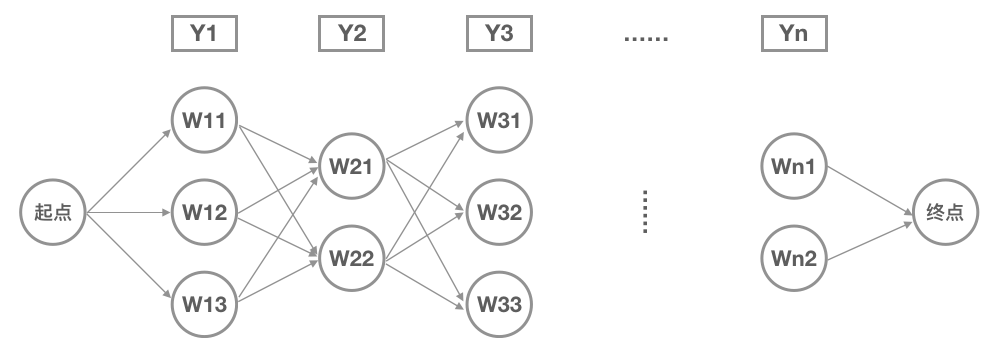 Y1 Y2 Y3 ...... Yn
W11 W31
W21 Wn1
起点 W12 W32 终点
W22 Wn2
W13 W33